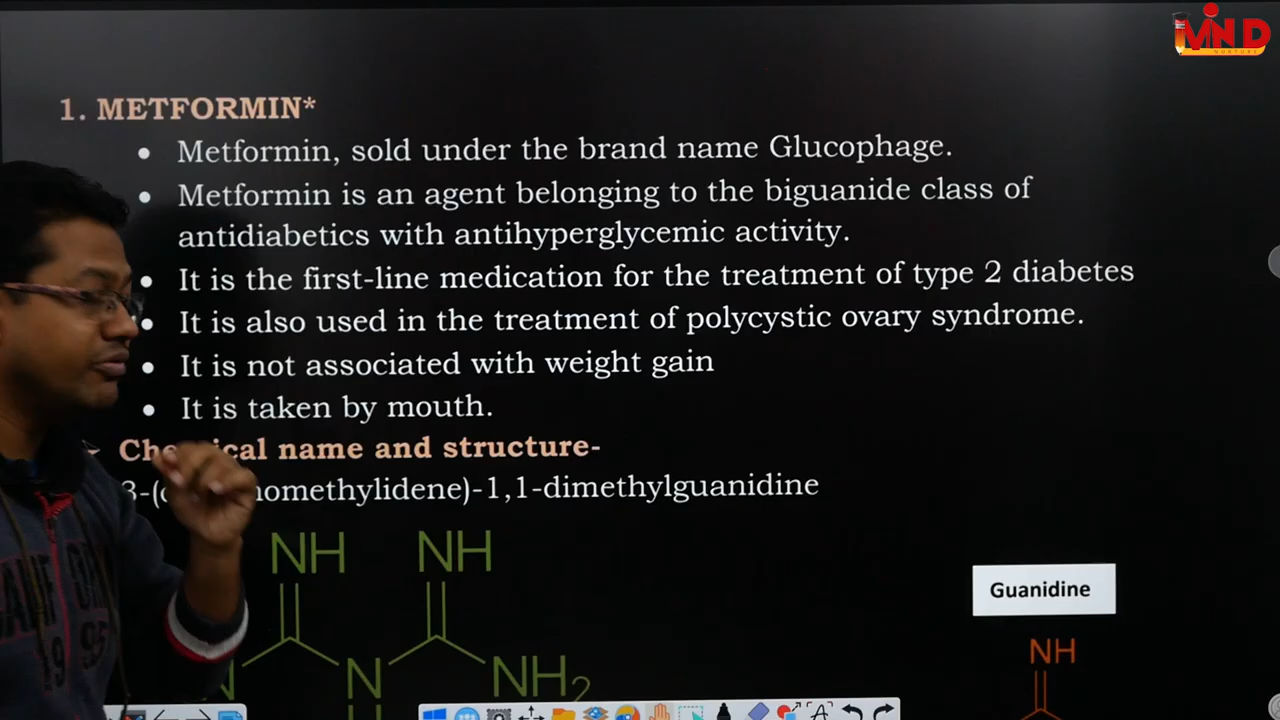 MIND
NURTURE
1. METFORMIN*
• Metformin, sold under the brand name Glucophage.
• Metformin is an agent belonging to the biguanide class of
antidiabetics with antihyperglycemic activity.
• It is the first-line medication for the treatment of type 2 diabetes
• It is also used in the treatment of polycystic ovary syndrome.
• It is not associated with weight gain
• It is taken by mouth.
name and structure-
3-( )-1,1-dimethylguanidine
NH NH
Guanidine
NH
N NH2